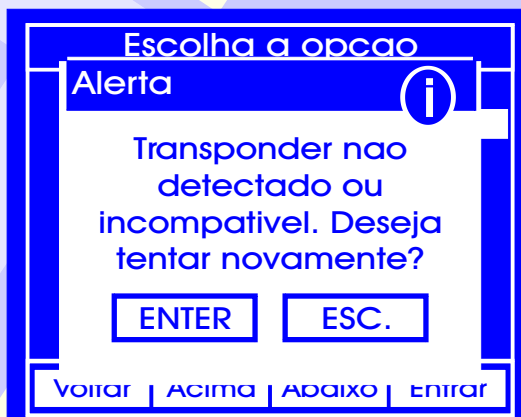 Escolha a opcao
Alerta
i
Transponder nao
detectado ou
incompativel. Deseja
tentar novamente?
ENTER ESC.
Voltar Acima Abaixo Entrar